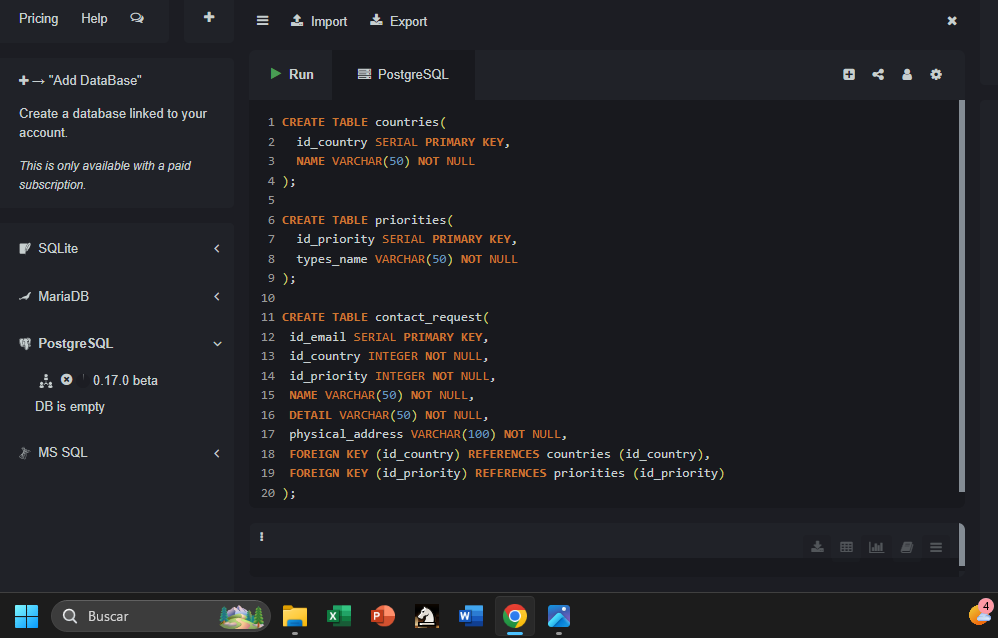 Pricing Help
Import Export
"Add DataBase"
Create a database linked to your
account.
This is only available with a paid
subscription.
SQLite
MariaDB
PostgreSQL
0.17.0 beta
DB is empty
MS SQL
Run PostgreSQL
1 CREATE TABLE countries(
2 id_country SERIAL PRIMARY KEY,
3 NAME VARCHAR(50) NOT NULL
4 );
5
6 CREATE TABLE priorities(
7 id_priority SERIAL PRIMARY KEY,
8 types_name VARCHAR(50) NOT NULL
9 );
10
11 CREATE TABLE contact_request(
12 id_email SERIAL PRIMARY KEY,
13 id_country INTEGER NOT NULL,
14 id_priority INTEGER NOT NULL,
15 NAME VARCHAR(50) NOT NULL,
16 DETAIL VARCHAR(50) NOT NULL,
17 physical_address VARCHAR(100) NOT NULL,
18 FOREIGN KEY (id_country) REFERENCES countries (id_country),
19 FOREIGN KEY (id_priority) REFERENCES priorities (id_priority)
20 );
Buscar
4